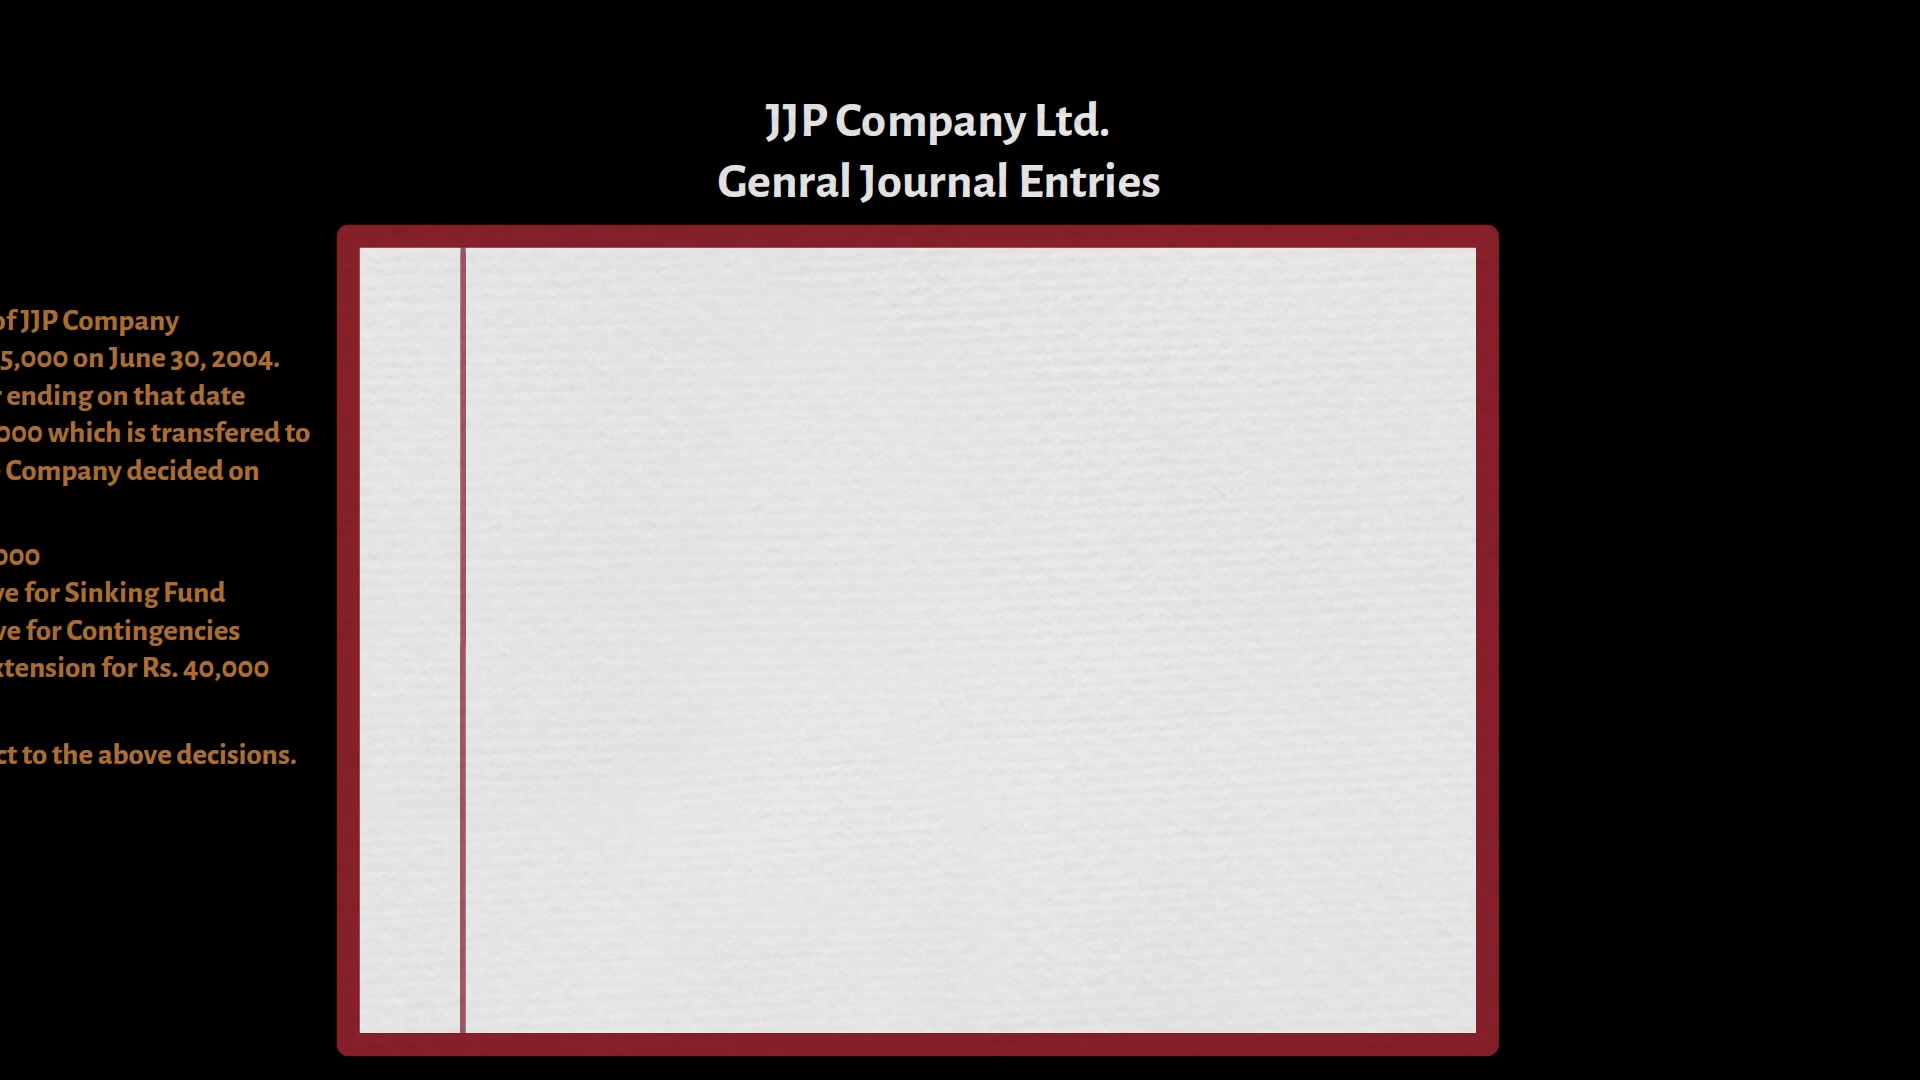 JJP Company Ltd.
Genral Journal Entries
of JJP Company
5,000 on June 30, 2004.
ending on that date
000 which is transfered to
Company decided on
000
ve for Sinking Fund
ve for Contingencies
xtension for Rs. 40,000
ct to the above decisions.